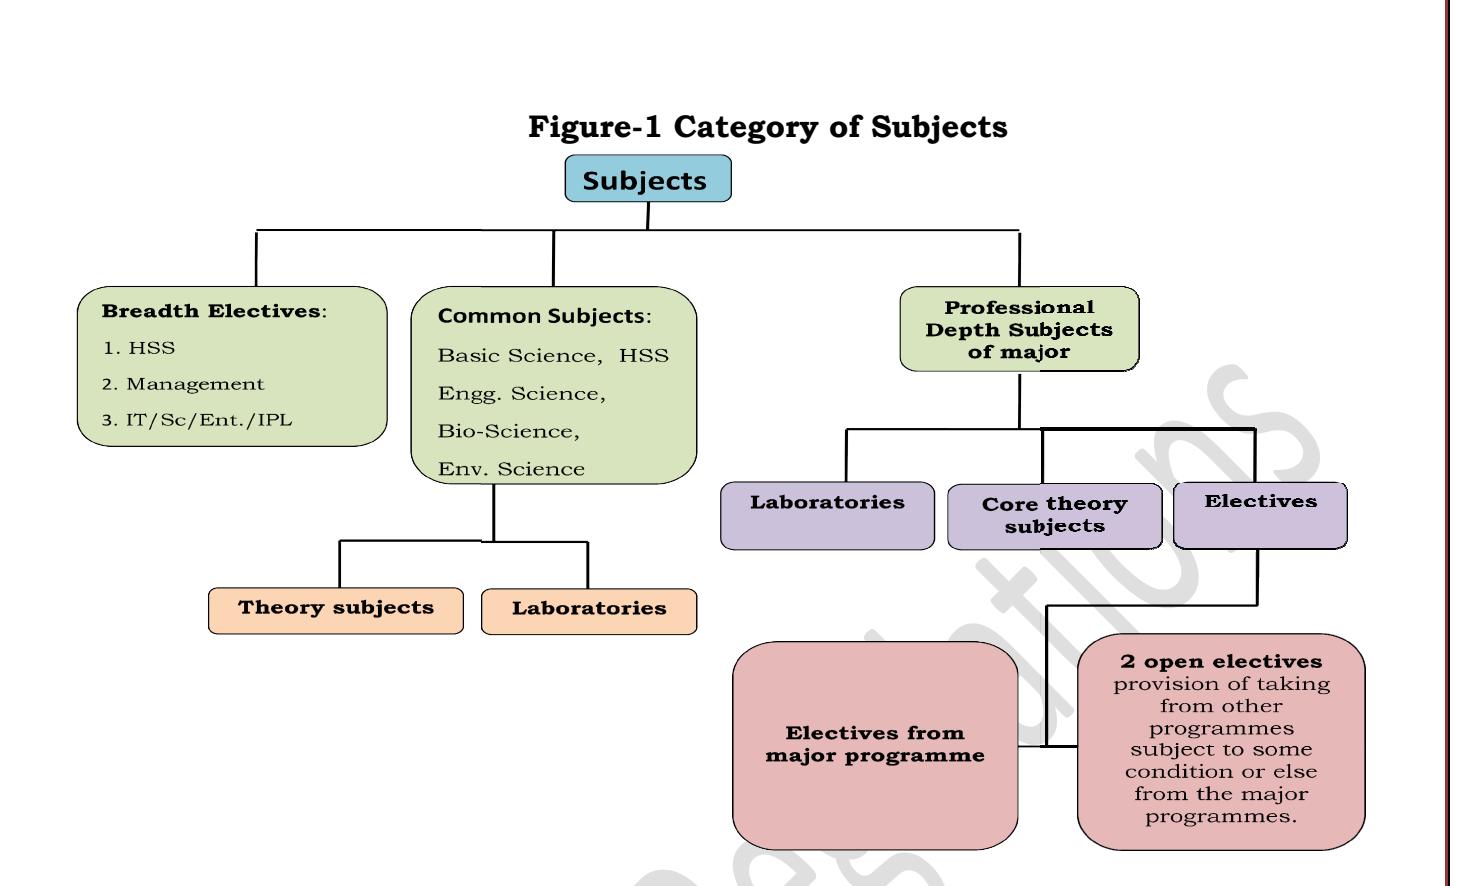 Figure-1 Category of Subjects
Subjects
Breadth Electives:
1. HSS
2. Management
3. IT/Sc/Ent./IPL
Common Subjects:
Basic Science, HSS
Engg. Science,
Bio-Science,
Env. Science
Professional
Depth Subjects
of major
Laboratories
Core theory
subjects
Electives
Theory subjects
Laboratories
Electives from
major programme
2 open electives
provision of taking
from other
programmes
subject to some
condition or else
from the major
programmes.